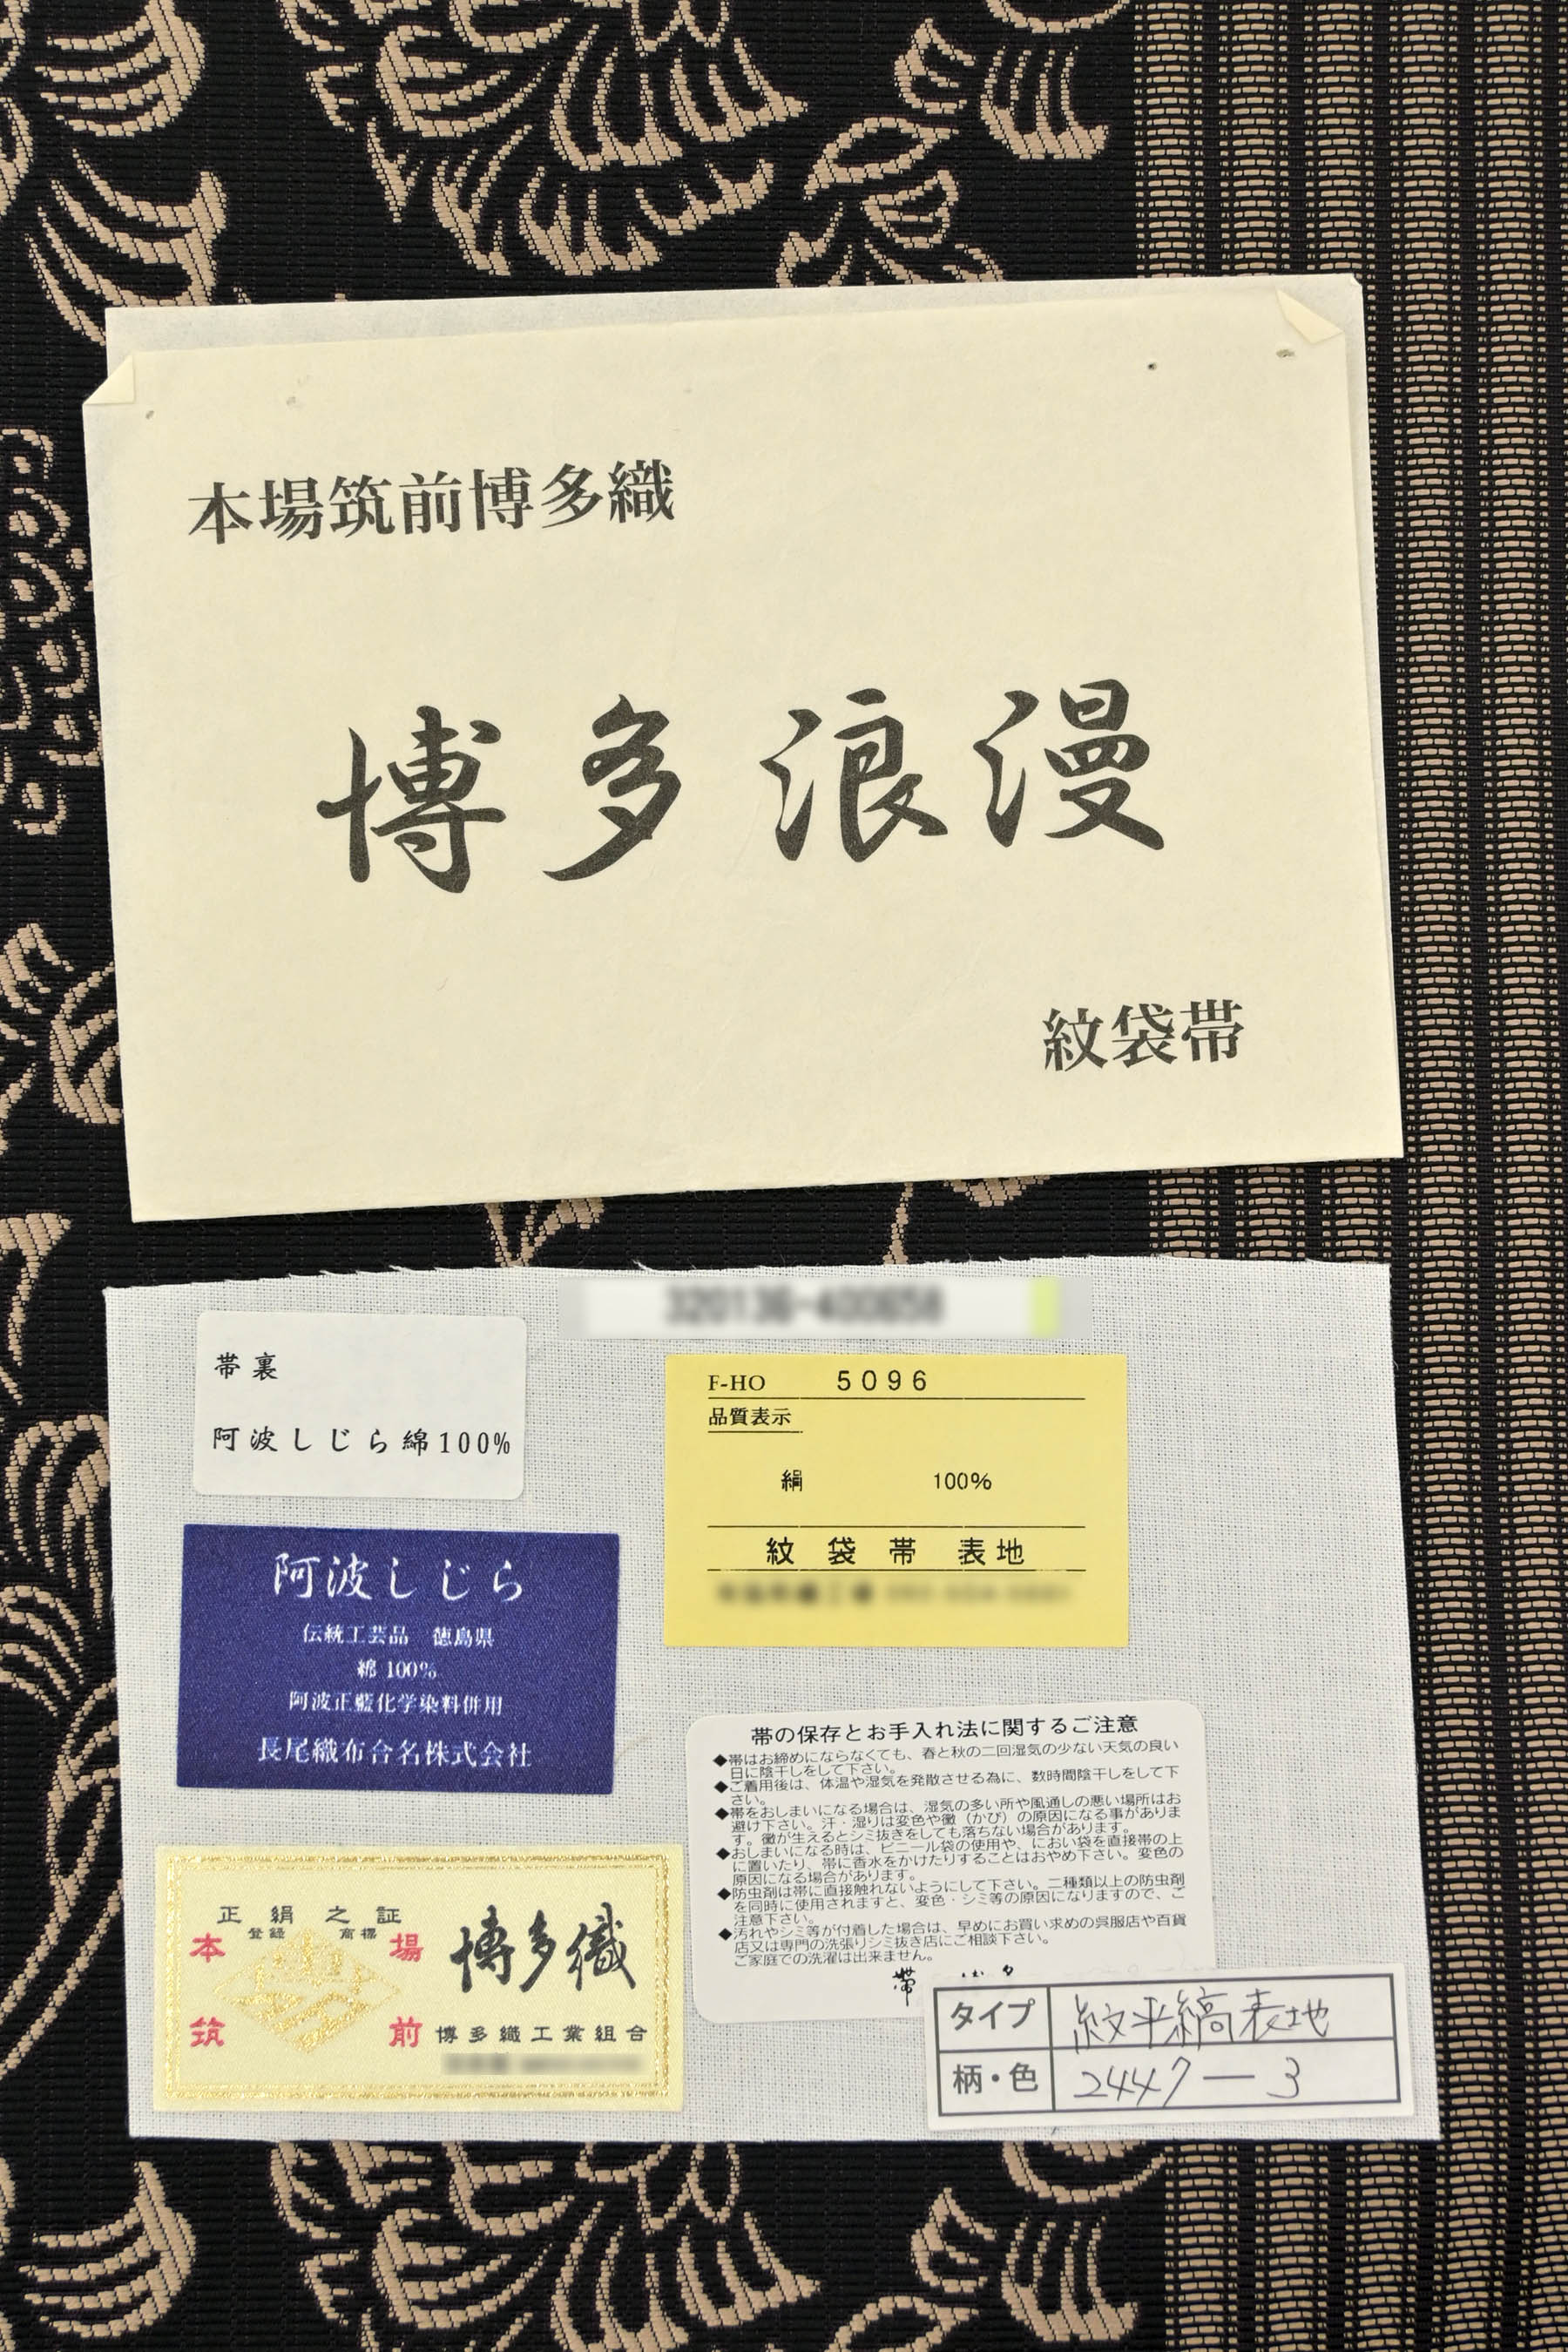 本場筑前博多織
博多浪漫
紋袋帯
帯裏
阿波しじら綿100%
F-HO 5096
品質表示
絹 100%
紋袋帯 表地
阿波しじら
伝統工芸品 徳島県
綿 100%
阿波正藍化学染料併用
長尾織布合名株式会社
帯の保存とお手入れ法に関するご注意
◆帯はお締めにならなくても、春と秋の二回湿気の少ない天気の良い
日に陰干しをして下さい。
◆ご着用後は、体温や湿気を発散させる為に、数時間陰干しをして下
さい。
◆帯をおしまいになる場合は、湿気の多い所や風通しの悪い場所はお
避け下さい。汗・湿りは変色や黴（かび）の原因になる事がありま
す。黴が生えるとシミ抜きをしても落ちない場合があります。
◆おしまいになる時は、ビニール袋の使用や、におい袋を直接帯の上
に置いたり、帯に香水をかけたりすることはおやめ下さい。変色の
原因になる場合があります。
◆防虫剤は帯に直接触れないようにして下さい。二種類以上の防虫剤
を同時に使用されますと、変色・シミ等の原因になりますので、ご
注意下さい。
◆汚れやシミ等が付着した場合は、早めにお買い求めの呉服店や百貨
店又は専門の洗張りシミ抜き店にご相談下さい。
ご家庭での洗濯は出来ません。
帯
正絹之証
登録 商標
本場
筑前
博多織
博多織工業組合
タイプ 紋平縞表地
柄・色 2447-3